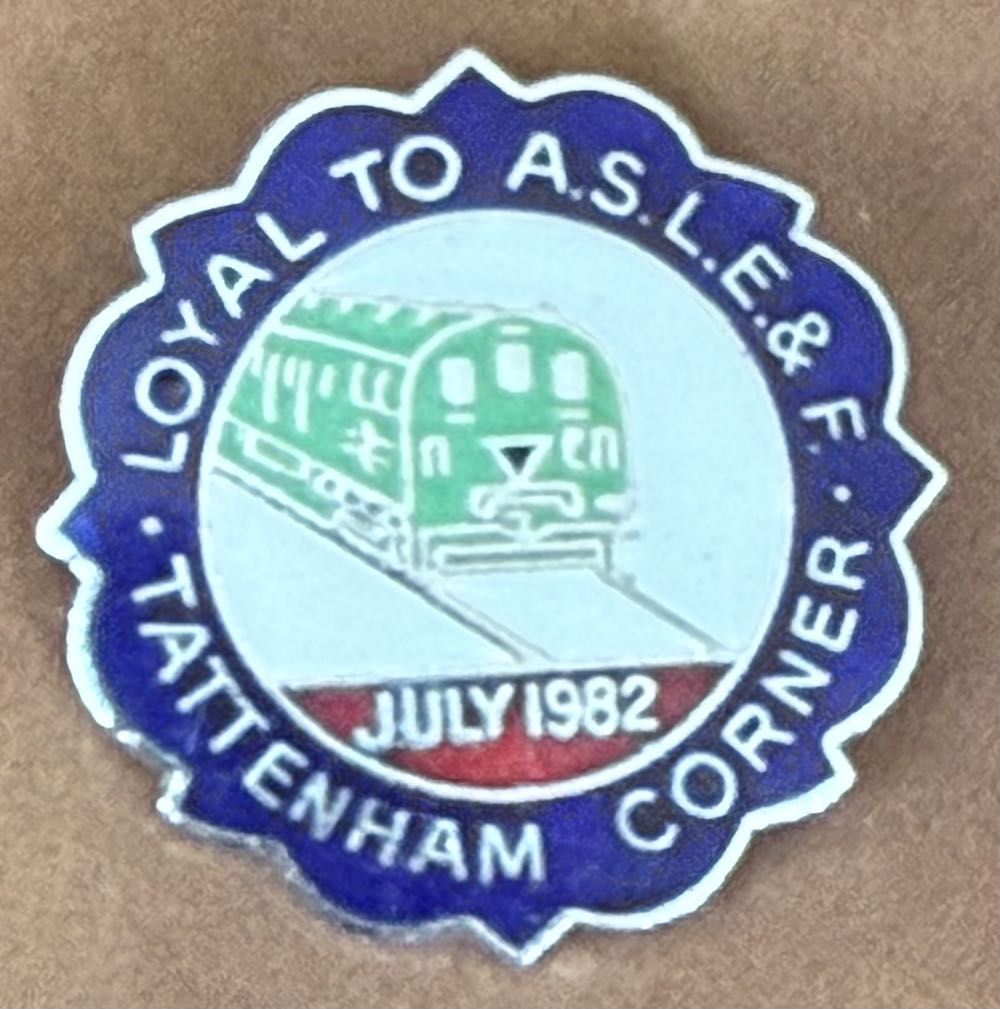 LOYAL TO A.S.L.E.& F.
JULY 1982
· TATTENHAM CORNER ·